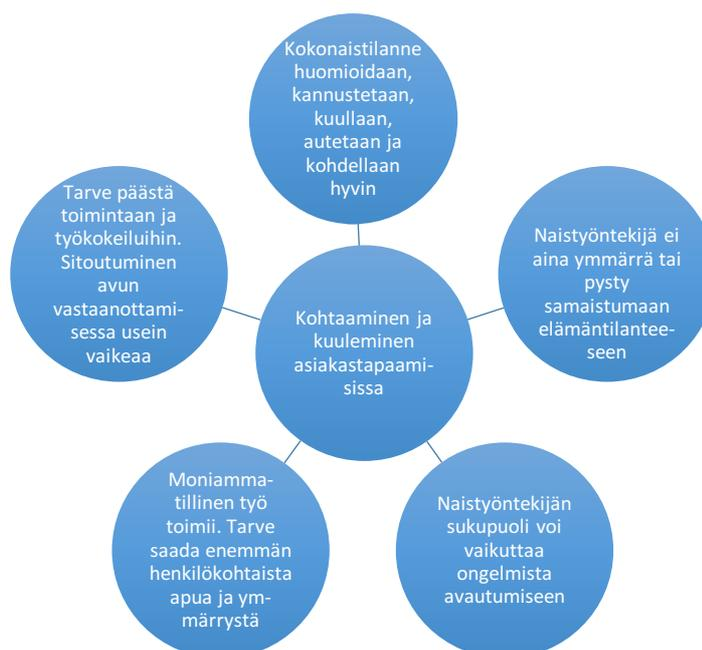 Kokonaistilanne
huomioidaan,
kannustetaan,
kuullaan,
autetaan ja
kohdellaan
hyvin
Tarve päästä
toimintaan ja
työkokeiluihin.
Sitoutuminen
avun
vastaanottami-
sessa usein
vaikeaa
Naistyöntekijä ei
aina ymmärrä tai
pysty
samaistumaan
elämäntilantee-
seen
Kohtaaminen ja
kuuleminen
asiakastapaami-
sissa
Moniamma-
tillinen työ
toimii. Tarve
saada enemmän
henkilökohtaista
apua ja ym-
märrystä
Naistyöntekijän
sukupuoli voi
vaikuttaa
ongelmista
avautumiseen